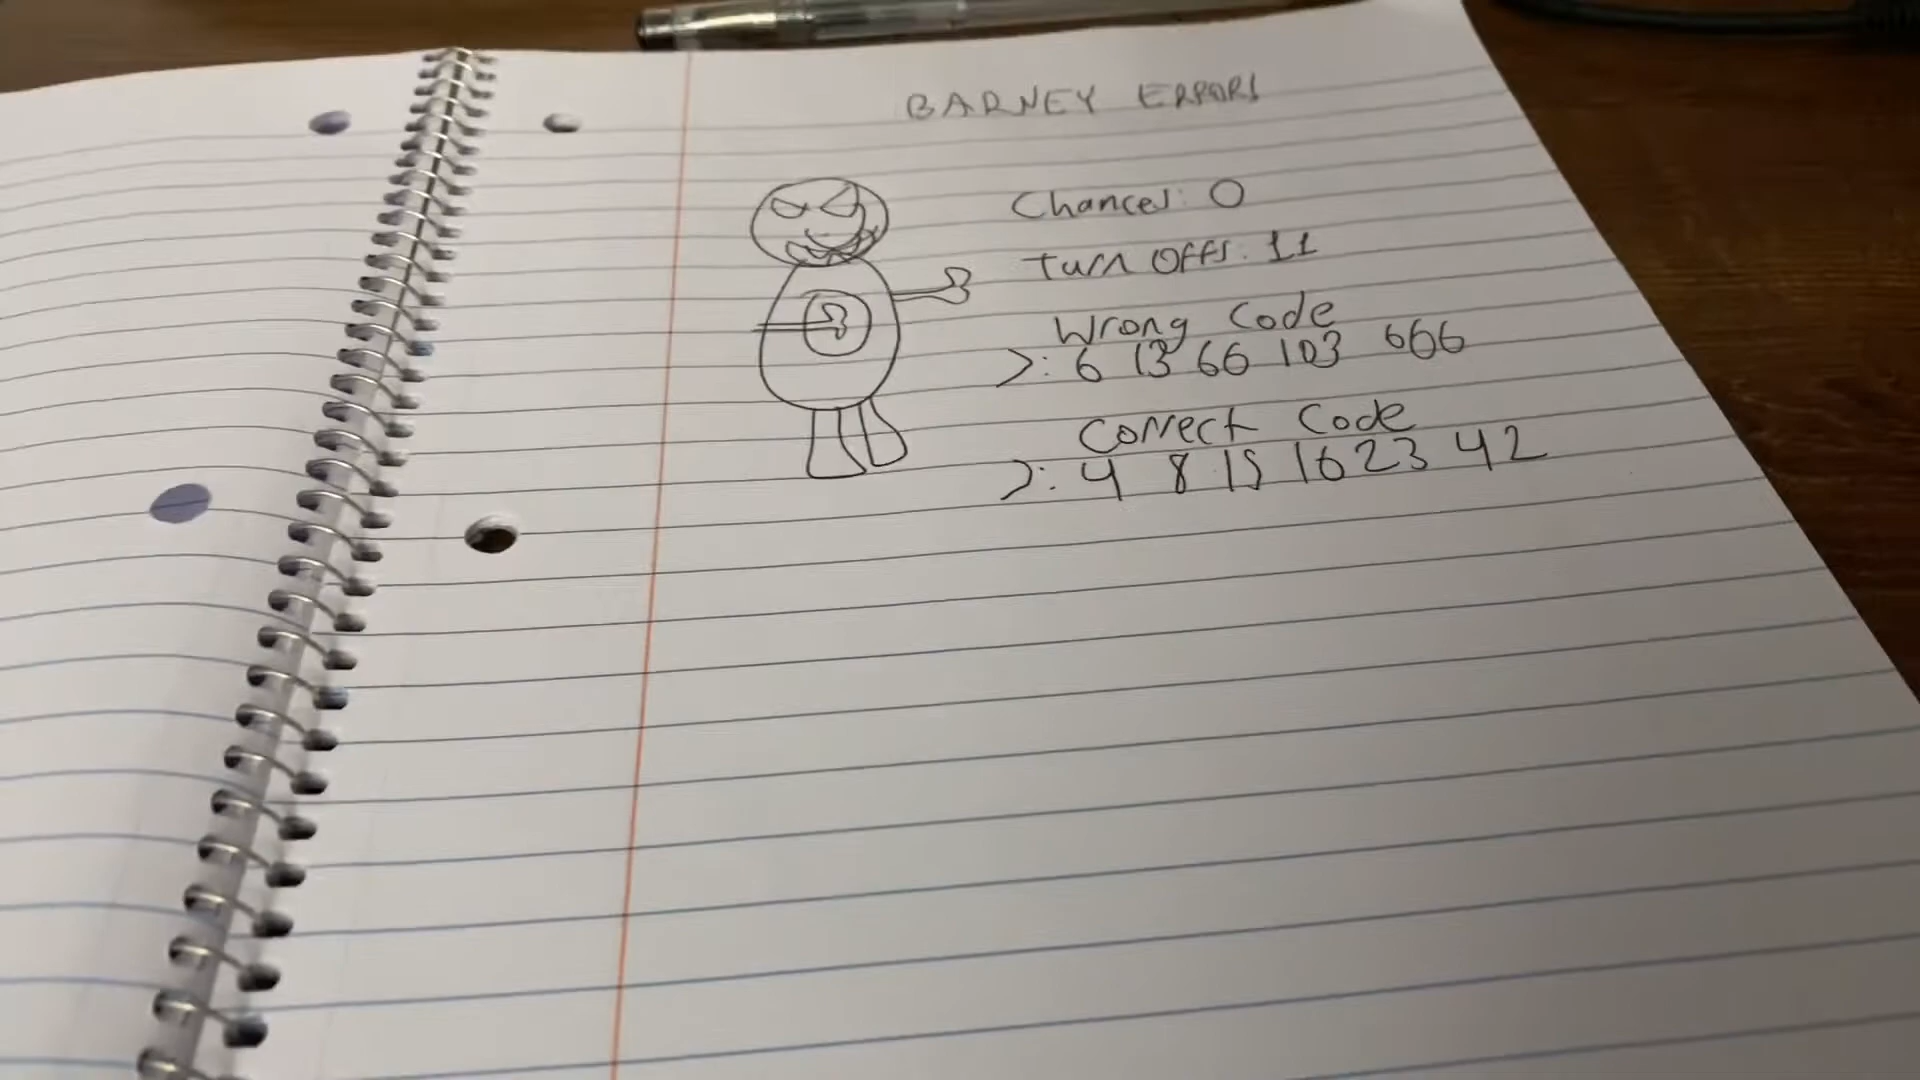 BARNEY ERRORS
Chances: 0
Turn Offs: 11
Wrong Code
>: 6 13 66 103 666
Correct Code
>: 4 8 15 16 23 42